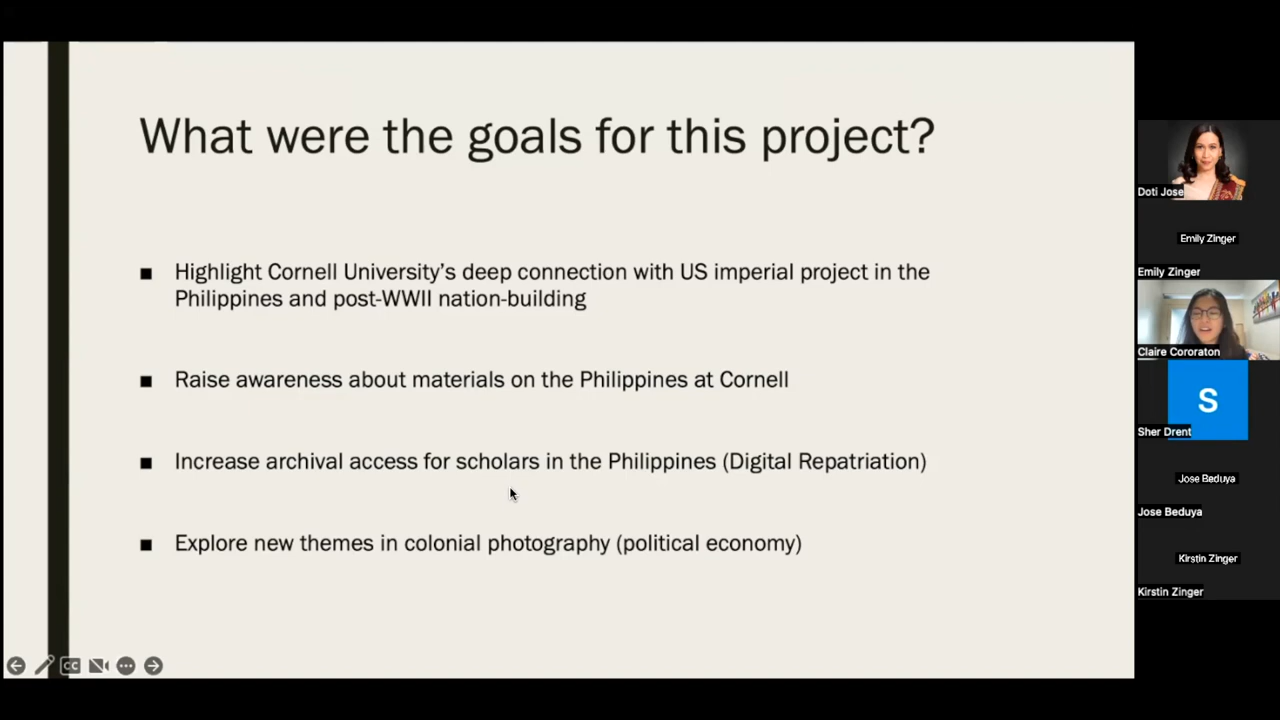 What were the goals for this project?
■ Highlight Cornell University's deep connection with US imperial project in the
Philippines and post-WWII nation-building
■ Raise awareness about materials on the Philippines at Cornell
■ Increase archival access for scholars in the Philippines (Digital Repatriation)
■ Explore new themes in colonial photography (political economy)
CC
Doti Jose
Emily Zinger
Emily Zinger
Claire Cororaton
S
Sher Drent
Jose Beduya
Jose Beduya
Kirstin Zinger
Kirstin Zinger